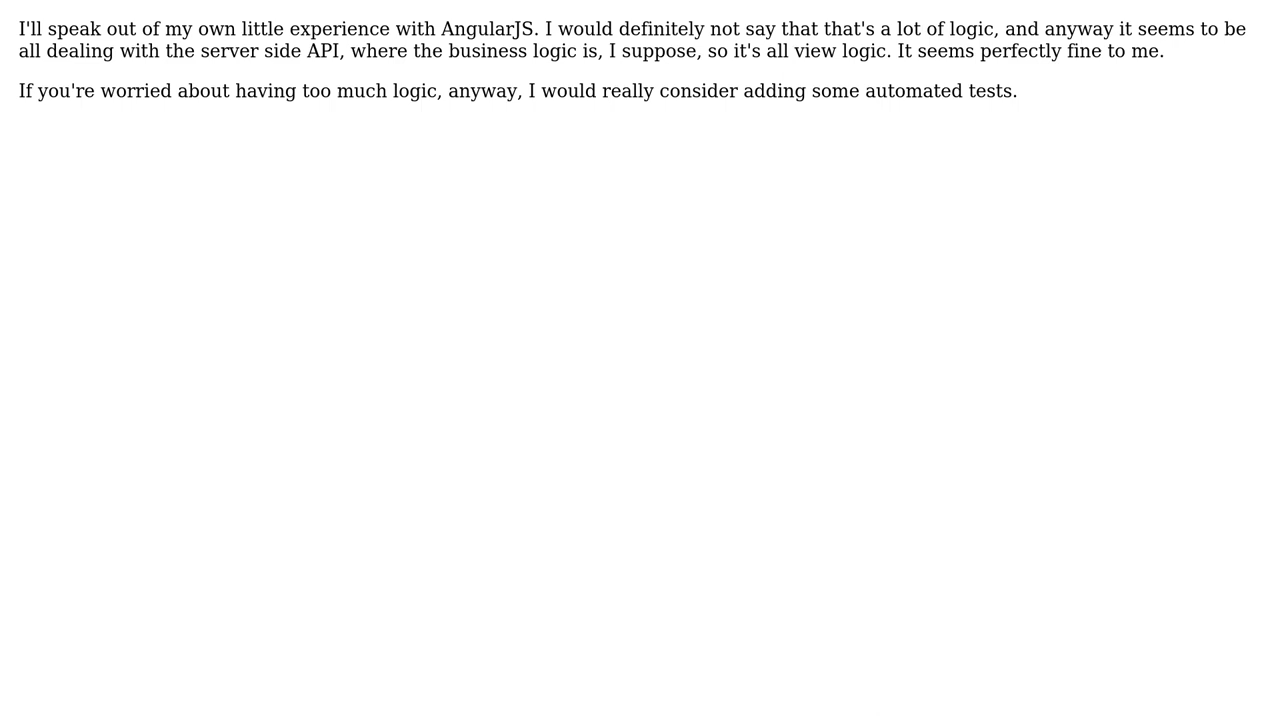 I'll speak out of my own little experience with AngularJS. I would definitely not say that that's a lot of logic, and anyway it seems to be
all dealing with the server side API, where the business logic is, I suppose, so it's all view logic. It seems perfectly fine to me.
If you're worried about having too much logic, anyway, I would really consider adding some automated tests.